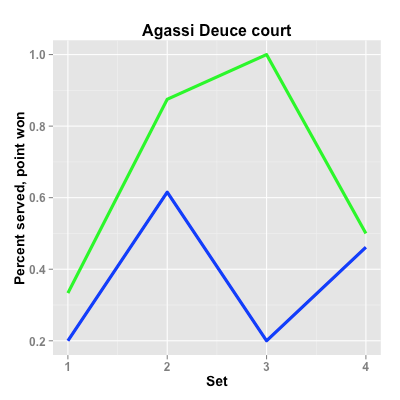 Agassi Deuce court
Percent served, point won
1.0
0.8
0.6
0.4
0.2
1 2 3 4
Set